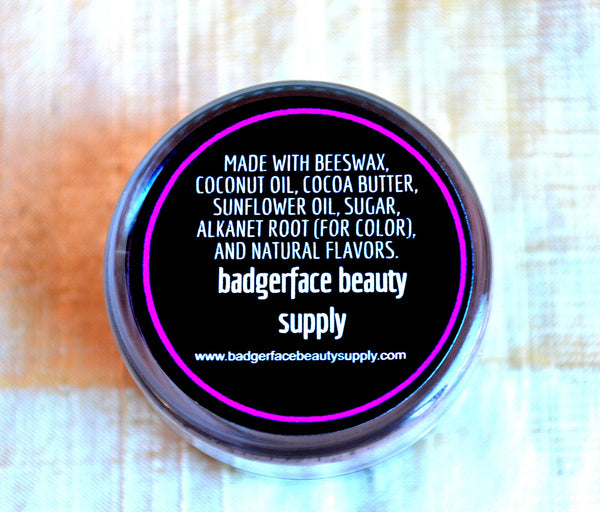 MADE WITH BEESWAX,
COCONUT OIL, COCOA BUTTER,
SUNFLOWER OIL, SUGAR,
ALKANET ROOT (FOR COLOR),
AND NATURAL FLAVORS.
badgerface beauty
supply
www.badgerfacebeautysupply.com